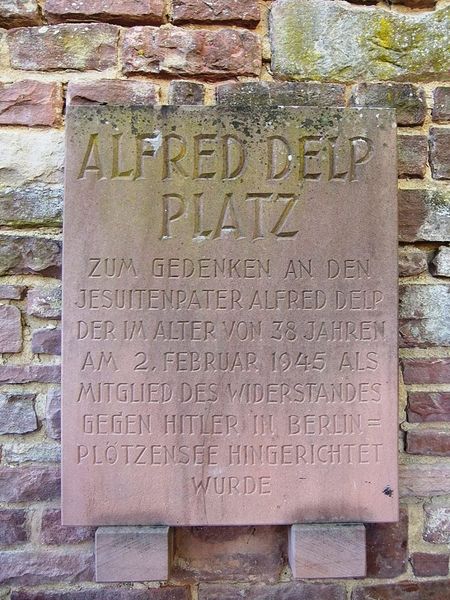 ALFRED DELP
PLATZ
ZUM GEDENKEN AN DEN
JESUITENPATER ALFRED DELP
DER IM ALTER VON 38 JAHREN
AM 2. FEBRUAR 1945 ALS
MITGLIED DES WIDERSTANDES
GEGEN HITLER IN BERLIN=
PLÖTZENSEE HINGERICHTET
WURDE